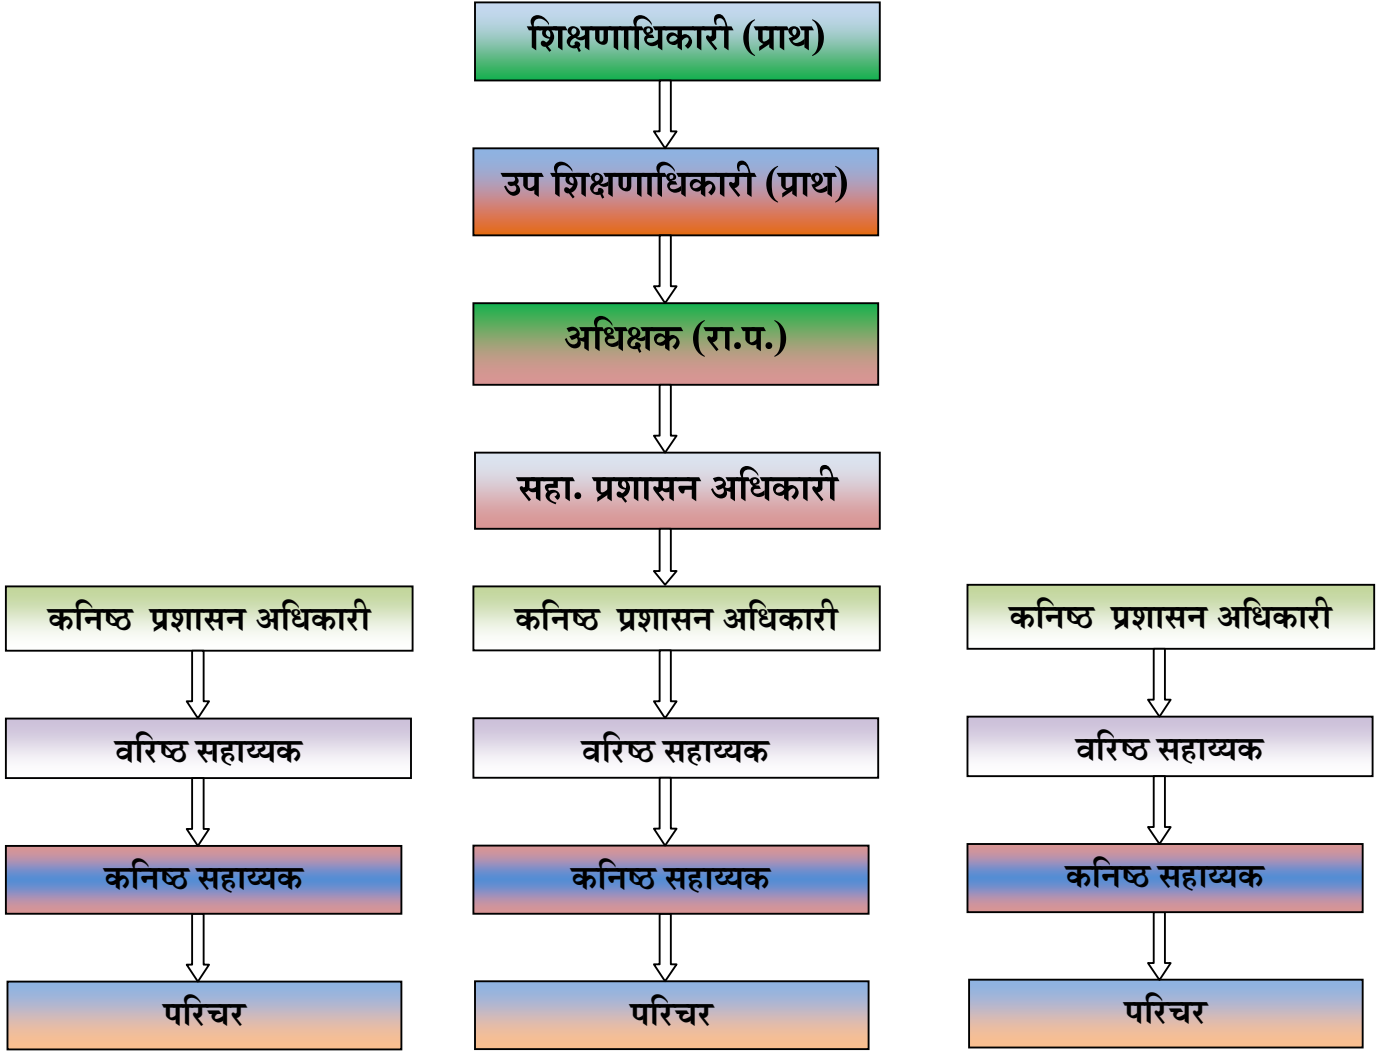 शिक्षणाधिकारी (प्राथ)
उप शिक्षणाधिकारी (प्राथ)
अधिक्षक (रा.प.)
सहा. प्रशासन अधिकारी
कनिष्ठ प्रशासन अधिकारी
कनिष्ठ प्रशासन अधिकारी
कनिष्ठ प्रशासन अधिकारी
वरिष्ठ सहाय्यक
वरिष्ठ सहाय्यक
वरिष्ठ सहाय्यक
कनिष्ठ सहाय्यक
कनिष्ठ सहाय्यक
कनिष्ठ सहाय्यक
परिचर
परिचर
परिचर